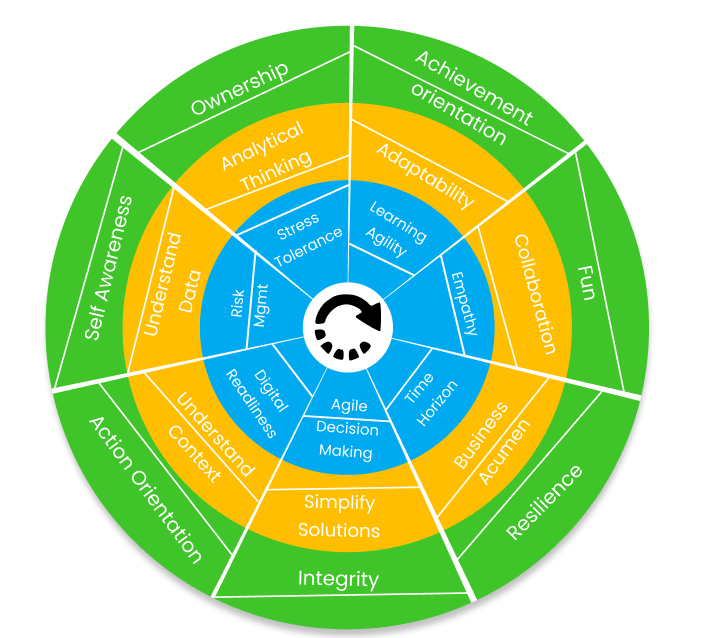 Ownership
Achievement
orientation
Fun
Resilience
Integrity
Action Orientation
Self Awareness
Analytical
Thinking
Adaptability
Collaboration
Business
Acumen
Simplify
Solutions
Understand
Context
Understand
Data
Stress
Tolerance
Learning
Agility
Empathy
Time
Horizon
Agile
Decision
Making
Digital
Readliness
Risk
Mgmt